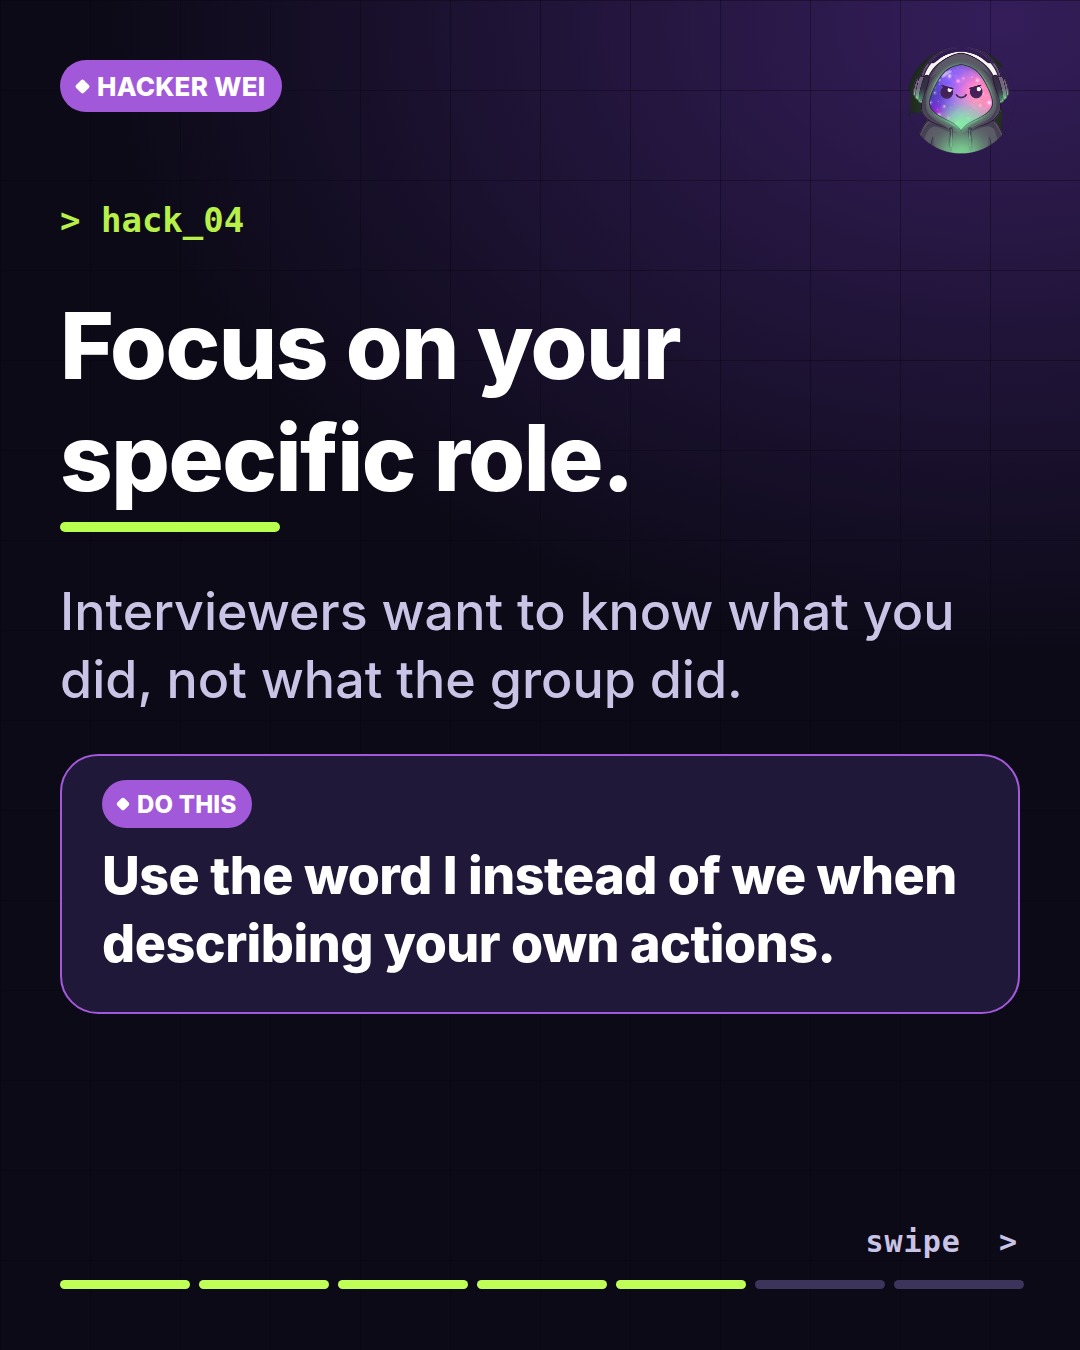 HACKER WEI
> hack_04
Focus on your
specific role.
Interviewers want to know what you
did, not what the group did.
DO THIS
Use the word I instead of we when
describing your own actions.
swipe >